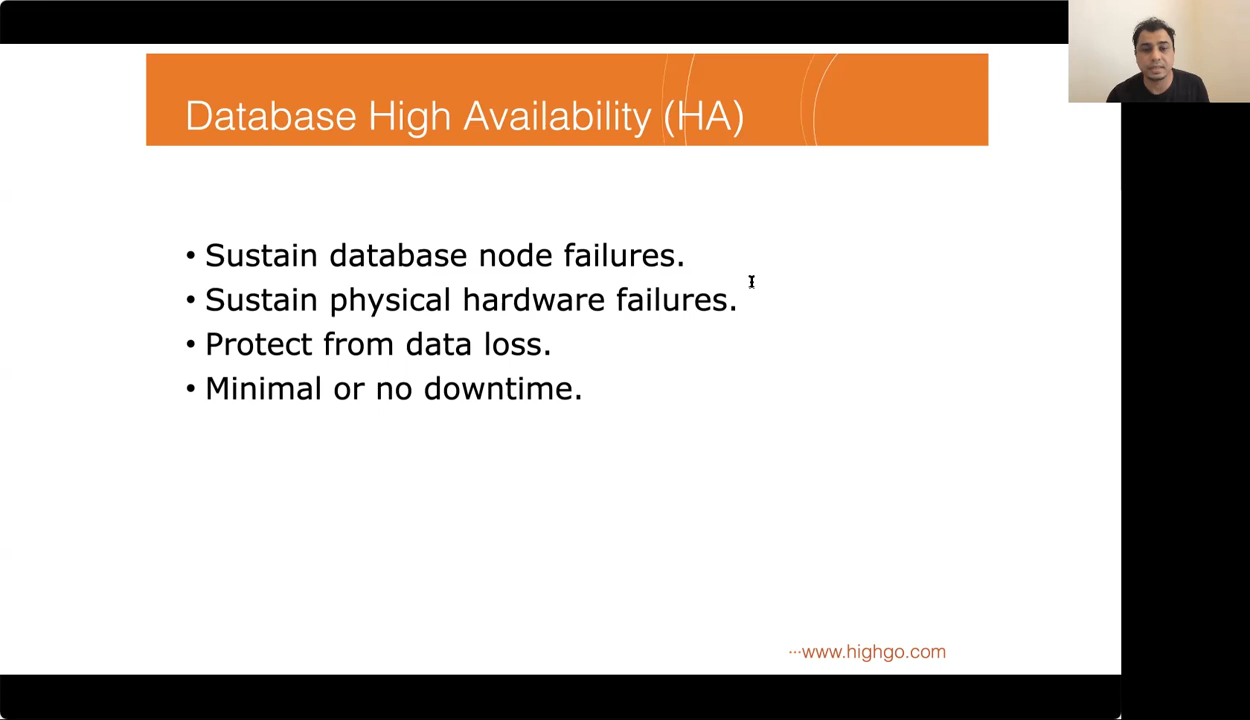 Database High Availability (HA)
• Sustain database node failures.
• Sustain physical hardware failures.
• Protect from data loss.
• Minimal or no downtime.
···www.highgo.com